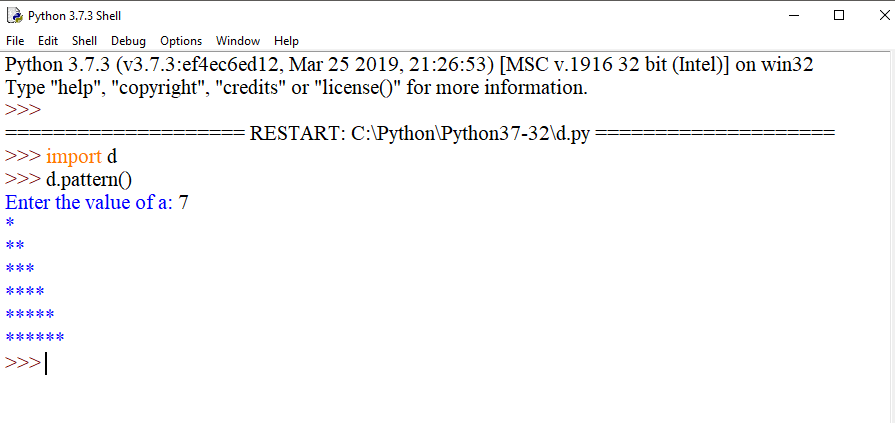 Python 3.7.3 Shell
File Edit Shell Debug Options Window Help
Python 3.7.3 (v3.7.3:ef4ec6ed12, Mar 25 2019, 21:26:53) [MSC v.1916 32 bit (Intel)] on win32
Type "help", "copyright", "credits" or "license()" for more information.
>>>
==================== RESTART: C:\Python\Python37-32\d.py ====================
>>> import d
>>> d.pattern()
Enter the value of a: 7
*
**
***
****
*****
******
>>>